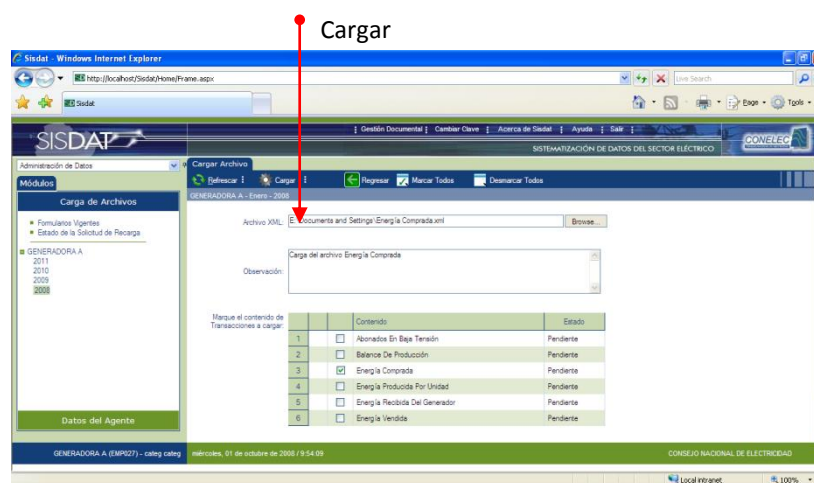 Cargar
Sisdat - Windows Internet Explorer
http://localhost/Sisdat/Home/Frame.aspx
Live Search
Sisdat
Page
Tools
SISDAT
Gestión Documental | Cambiar Clave | Acerca de Sisdat | Ayuda | Salir
SISTEMATIZACIÓN DE DATOS DEL SECTOR ELÉCTRICO
CONELEC
Administración de Datos
Cargar Archivo
Módulos
Refrescar
Cargar
Regresar
Marcar Todos
Desmarcar Todos
GENERADORA A - Enero - 2008
Carga de Archivos
Formularios Vigentes
Estado de la Solicitud de Recarga
GENERADORA A
2011
2010
2009
2008
Archivo XML:
Documents and Settings\Energía Comprada.xml
Browse...
Observación:
Carga del archivo Energía Comprada
Marque el contenido de
Transacciones a cargar:
Contenido Estado
1 Abonados En Baja Tensión Pendiente
2 Balance De Producción Pendiente
3 Energía Comprada Pendiente
4 Energía Producida Por Unidad Pendiente
5 Energía Recibida Del Generador Pendiente
6 Energía Vendida Pendiente
Datos del Agente
GENERADORA A (EMP027) - categ categ
miércoles, 01 de octubre de 2008 / 9:54:09
CONSEJO NACIONAL DE ELECTRICIDAD
Local intranet
100%